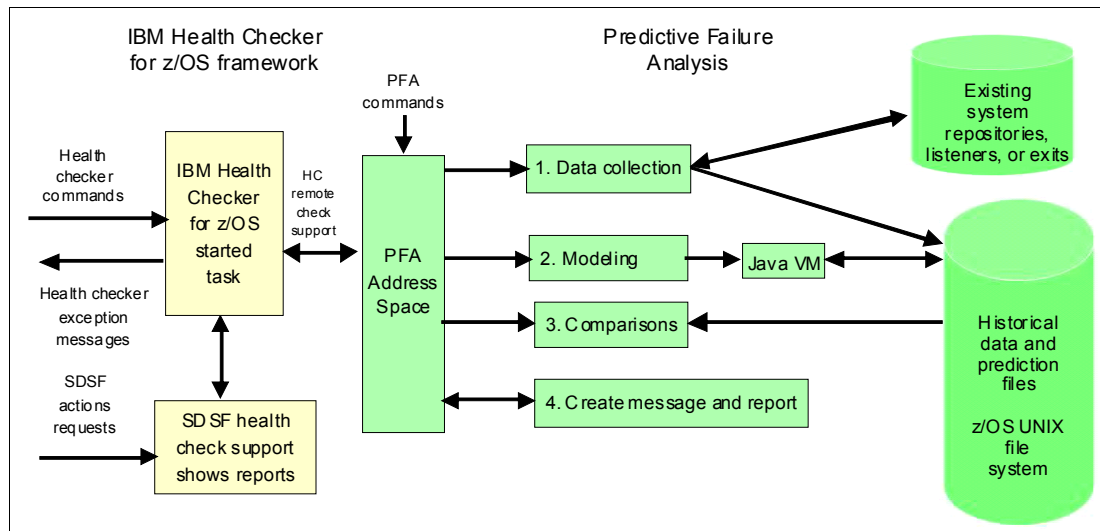 IBM Health Checker
for z/OS framework
Predictive Failure
Analysis
PFA
commands
Existing
system
repositories,
listeners, or exits
Health
checker
commands
IBM Health
Checker
for z/OS
started
task
HC
remote
check
support
PFA
Address
Space
1. Data collection
2. Modeling
Java VM
3. Comparisons
4. Create message and report
Health checker
exception
messages
SDSF
actions
requests
SDSF health
check support
shows reports
Historical
data and
prediction
files
z/OS UNIX
file
system